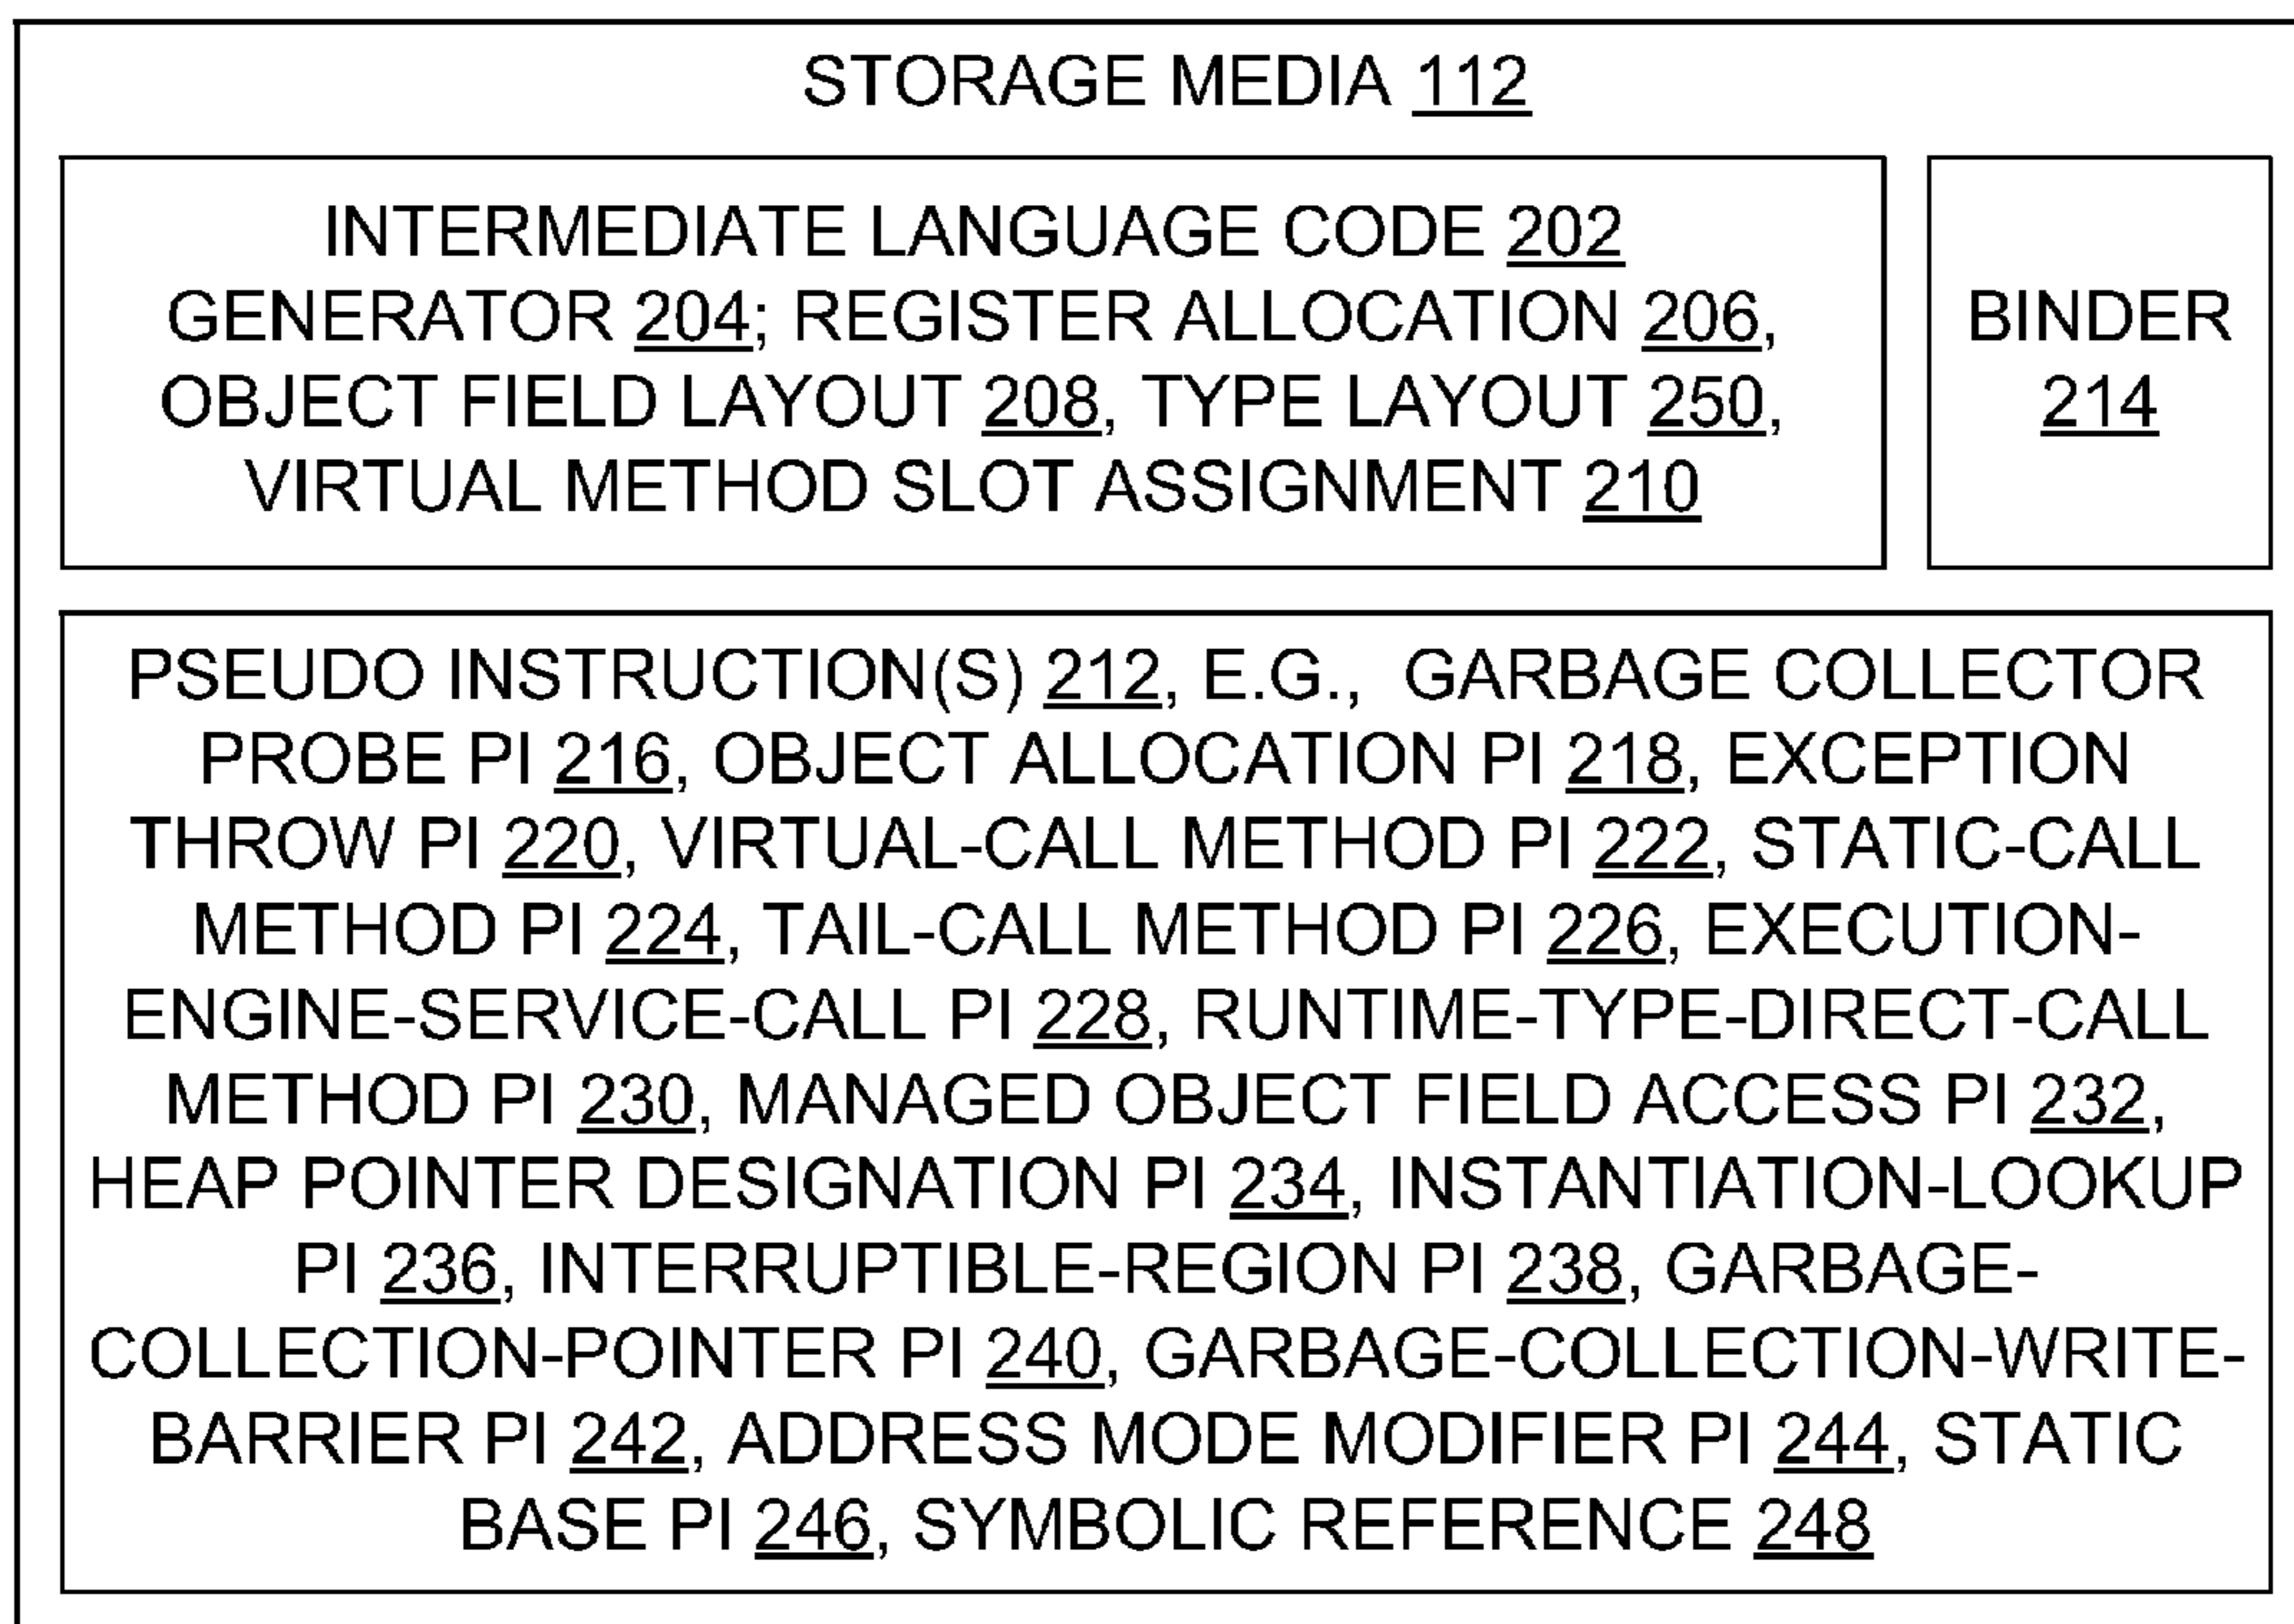 STORAGE MEDIA 112
INTERMEDIATE LANGUAGE CODE 202
GENERATOR 204; REGISTER ALLOCATION 206,
OBJECT FIELD LAYOUT 208, TYPE LAYOUT 250,
VIRTUAL METHOD SLOT ASSIGNMENT 210
BINDER
214
PSEUDO INSTRUCTION(S) 212, E.G., GARBAGE COLLECTOR
PROBE PI 216, OBJECT ALLOCATION PI 218, EXCEPTION
THROW PI 220, VIRTUAL-CALL METHOD PI 222, STATIC-CALL
METHOD PI 224, TAIL-CALL METHOD PI 226, EXECUTION-
ENGINE-SERVICE-CALL PI 228, RUNTIME-TYPE-DIRECT-CALL
METHOD PI 230, MANAGED OBJECT FIELD ACCESS PI 232,
HEAP POINTER DESIGNATION PI 234, INSTANTIATION-LOOKUP
PI 236, INTERRUPTIBLE-REGION PI 238, GARBAGE-
COLLECTION-POINTER PI 240, GARBAGE-COLLECTION-WRITE-
BARRIER PI 242, ADDRESS MODE MODIFIER PI 244, STATIC
BASE PI 246, SYMBOLIC REFERENCE 248